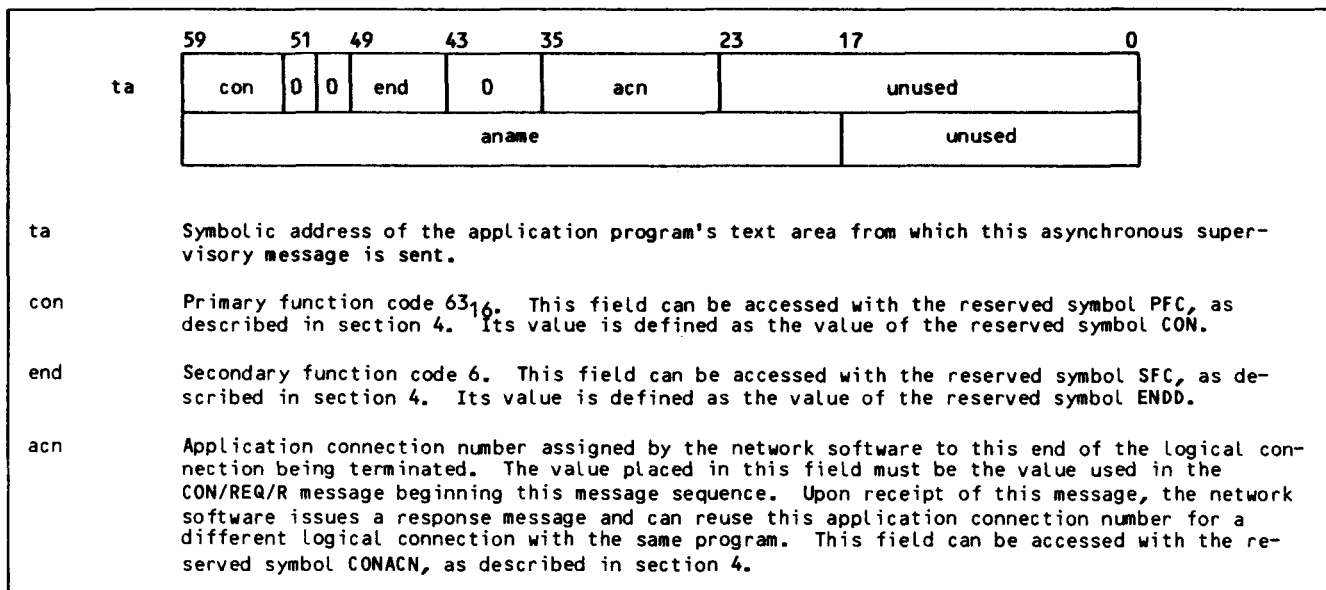 59 51 49 43 35 23 17 0
ta con 0 0 end 0 acn unused
aname unused
ta Symbolic address of the application program's text area from which this asynchronous super-
visory message is sent.
con Primary function code 63₁₆. This field can be accessed with the reserved symbol PFC, as
described in section 4. Its value is defined as the value of the reserved symbol CON.
end Secondary function code 6. This field can be accessed with the reserved symbol SFC, as de-
scribed in section 4. Its value is defined as the value of the reserved symbol ENDD.
acn Application connection number assigned by the network software to this end of the logical con-
nection being terminated. The value placed in this field must be the value used in the
CON/REQ/R message beginning this message sequence. Upon receipt of this message, the network
software issues a response message and can reuse this application connection number for a
different logical connection with the same program. This field can be accessed with the re-
served symbol CONACN, as described in section 4.